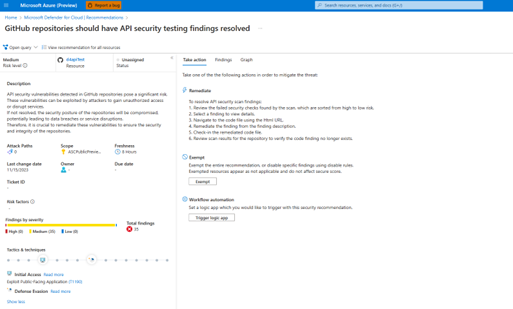 Microsoft Azure (Preview)
Report a bug
Search resources, services, and docs (G+/)
Home > Microsoft Defender for Cloud | Recommendations >
GitHub repositories should have API security testing findings resolved
Open query
View recommendation for all resources
Medium
Risk level
Resource
Unassigned
Status
Description
API security vulnerabilities detected in GitHub repositories pose a significant risk.
These vulnerabilities can be exploited by attackers to gain unauthorized access
or disrupt services.
If not resolved, the security posture of the repositories will be compromised,
potentially leading to data breaches or service disruptions.
Therefore, it is crucial to remediate these vulnerabilities to ensure the security
and integrity of the repositories.
Attack Paths
0
Scope
ASCPublicPrevie...
Freshness
8 Hours
Last change date
11/15/2023
Owner
-
Due date
-
Ticket ID
-
Risk factors
-
Findings by severity
High (0)
Medium (35)
Low (0)
Total findings
35
Tactics & techniques
Initial Access Read more
Exploit Public-Facing Application (T1190)
Defense Evasion Read more
Show less
Take action
Findings
Graph
Take one of the the following actions in order to mitigate the threat:
Remediate
To resolve API security scan findings:
1. Review the failed security checks found by the scan, which are sorted from high to low risk.
2. Select a finding to view details.
3. Navigate to the code file using the Html URL.
4. Remediate the finding from the finding description.
5. Check-in the remediated code file.
6. Review scan results for the repository to verify the code finding no longer exists.
Exempt
Exempt the entire recommendation, or disable specific findings using disable rules.
Exempted resources appear as not applicable and do not affect secure score.
Exempt
Workflow automation
Set a logic app which you would like to trigger with this security recommendation.
Trigger logic app